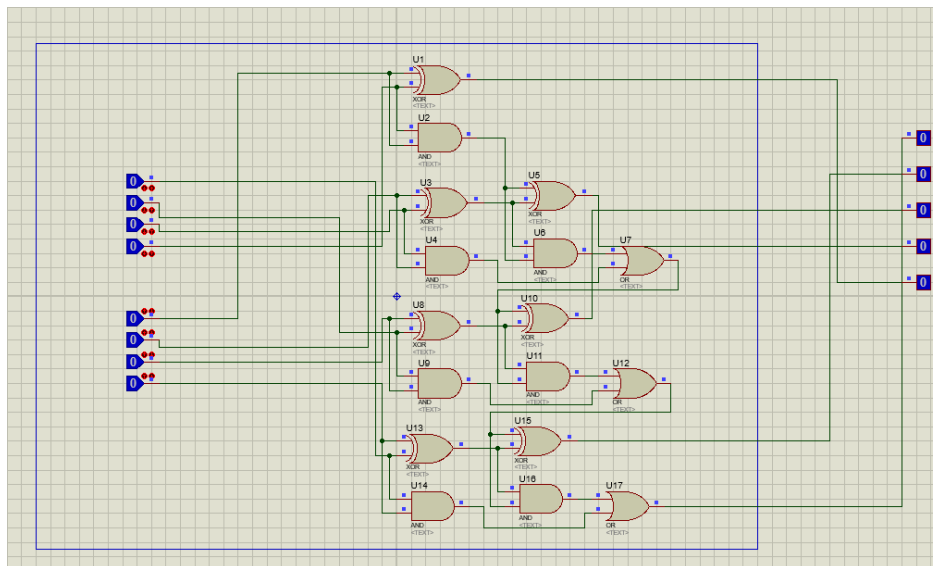 U1
XOR
<TEXT>
U2
AND
<TEXT>
0
0
0
0
U3
XOR
<TEXT>
U5
XOR
<TEXT>
U4
AND
<TEXT>
U6
AND
<TEXT>
U7
OR
<TEXT>
0
0
0
0
0
0
0
0
0
U8
XOR
<TEXT>
U10
XOR
<TEXT>
U9
AND
<TEXT>
U11
AND
<TEXT>
U12
OR
<TEXT>
U13
XOR
<TEXT>
U15
XOR
<TEXT>
U14
AND
<TEXT>
U16
AND
<TEXT>
U17
OR
<TEXT>